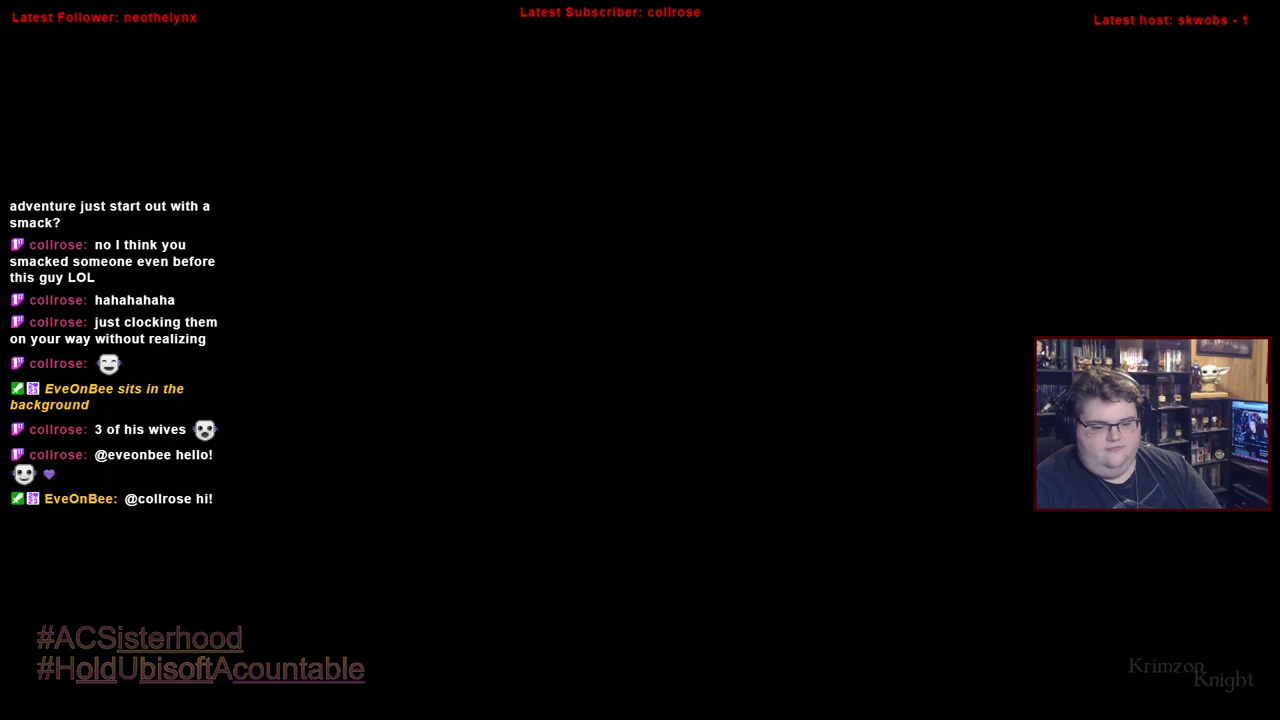 Latest Follower: neothelynx
Latest Subscriber: collrose
Latest host: skwobs - 1
adventure just start out with a
smack?
collrose: no I think you
smacked someone even before
this guy LOL
collrose: hahahahaha
collrose: just clocking them
on your way without realizing
collrose:
EveOnBee sits in the
background
collrose: 3 of his wives
collrose: @eveonbee hello!
EveOnBee: @collrose hi!
#ACSisterhood
#HoldUbisoftAcountable
Krimzon
Knight